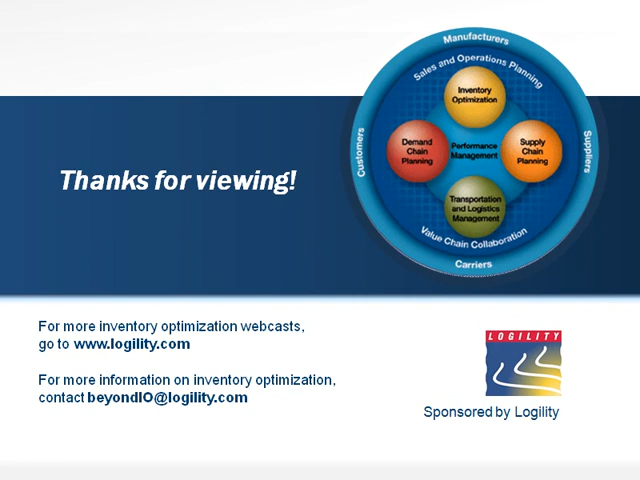 Manufacturers
Sales and Operations Planning
Inventory
Optimization
Customers
Demand
Chain
Planning
Performance
Management
Supply
Chain
Planning
Suppliers
Thanks for viewing!
Transportation
and Logistics
Management
Value Chain Collaboration
Carriers
For more inventory optimization webcasts,
go to www.logility.com
For more information on inventory optimization,
contact beyondIO@logility.com
LOGILITY
Sponsored by Logility